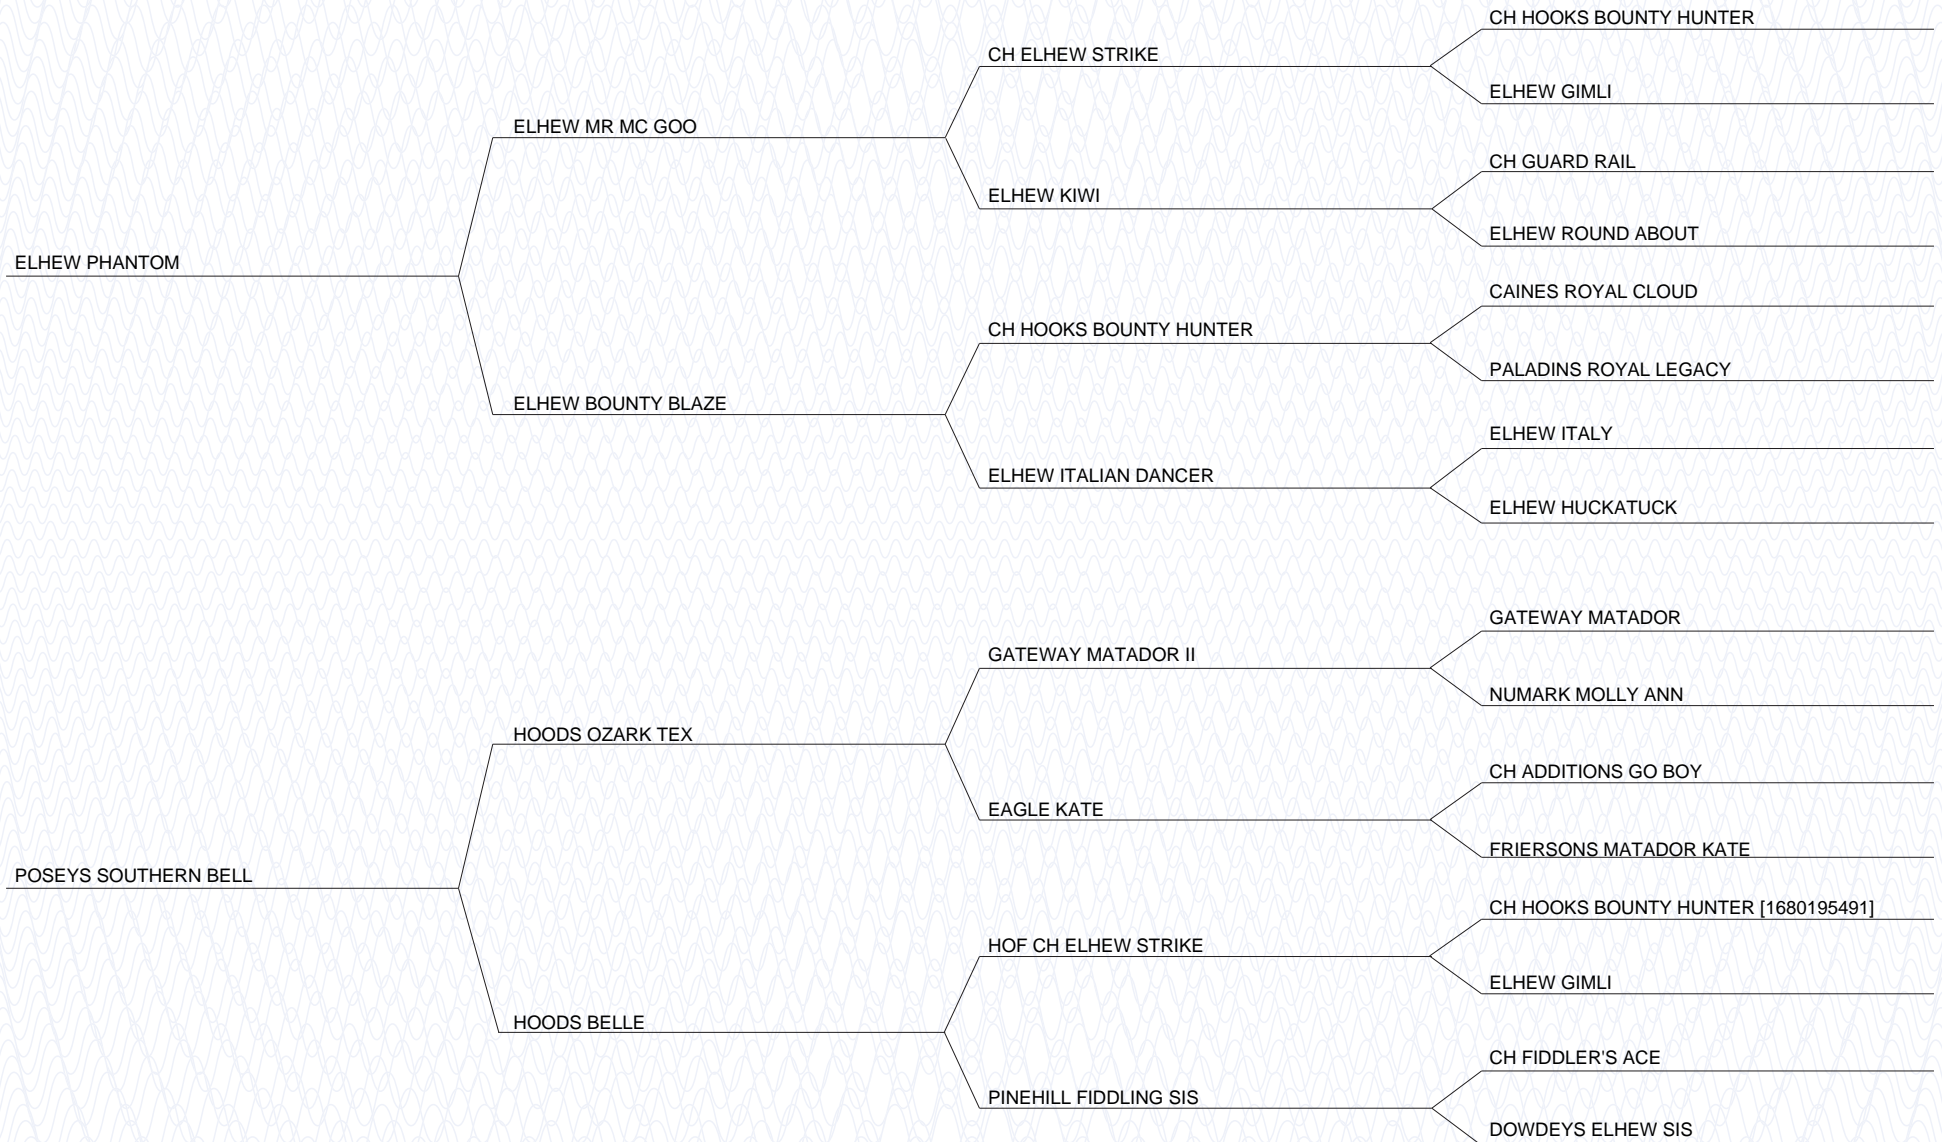 CH HOOKS BOUNTY HUNTER
CH ELHEW STRIKE
ELHEW GIMLI
ELHEW MR MC GOO
CH GUARD RAIL
ELHEW KIWI
ELHEW ROUND ABOUT
ELHEW PHANTOM
CAINES ROYAL CLOUD
CH HOOKS BOUNTY HUNTER
PALADINS ROYAL LEGACY
ELHEW BOUNTY BLAZE
ELHEW ITALY
ELHEW ITALIAN DANCER
ELHEW HUCKATUCK
GATEWAY MATADOR
GATEWAY MATADOR II
NUMARK MOLLY ANN
HOODS OZARK TEX
CH ADDITIONS GO BOY
EAGLE KATE
FRIERSONS MATADOR KATE
POSEYS SOUTHERN BELL
CH HOOKS BOUNTY HUNTER [1680195491]
HOF CH ELHEW STRIKE
ELHEW GIMLI
HOODS BELLE
CH FIDDLER'S ACE
PINEHILL FIDDLING SIS
DOWDEYS ELHEW SIS